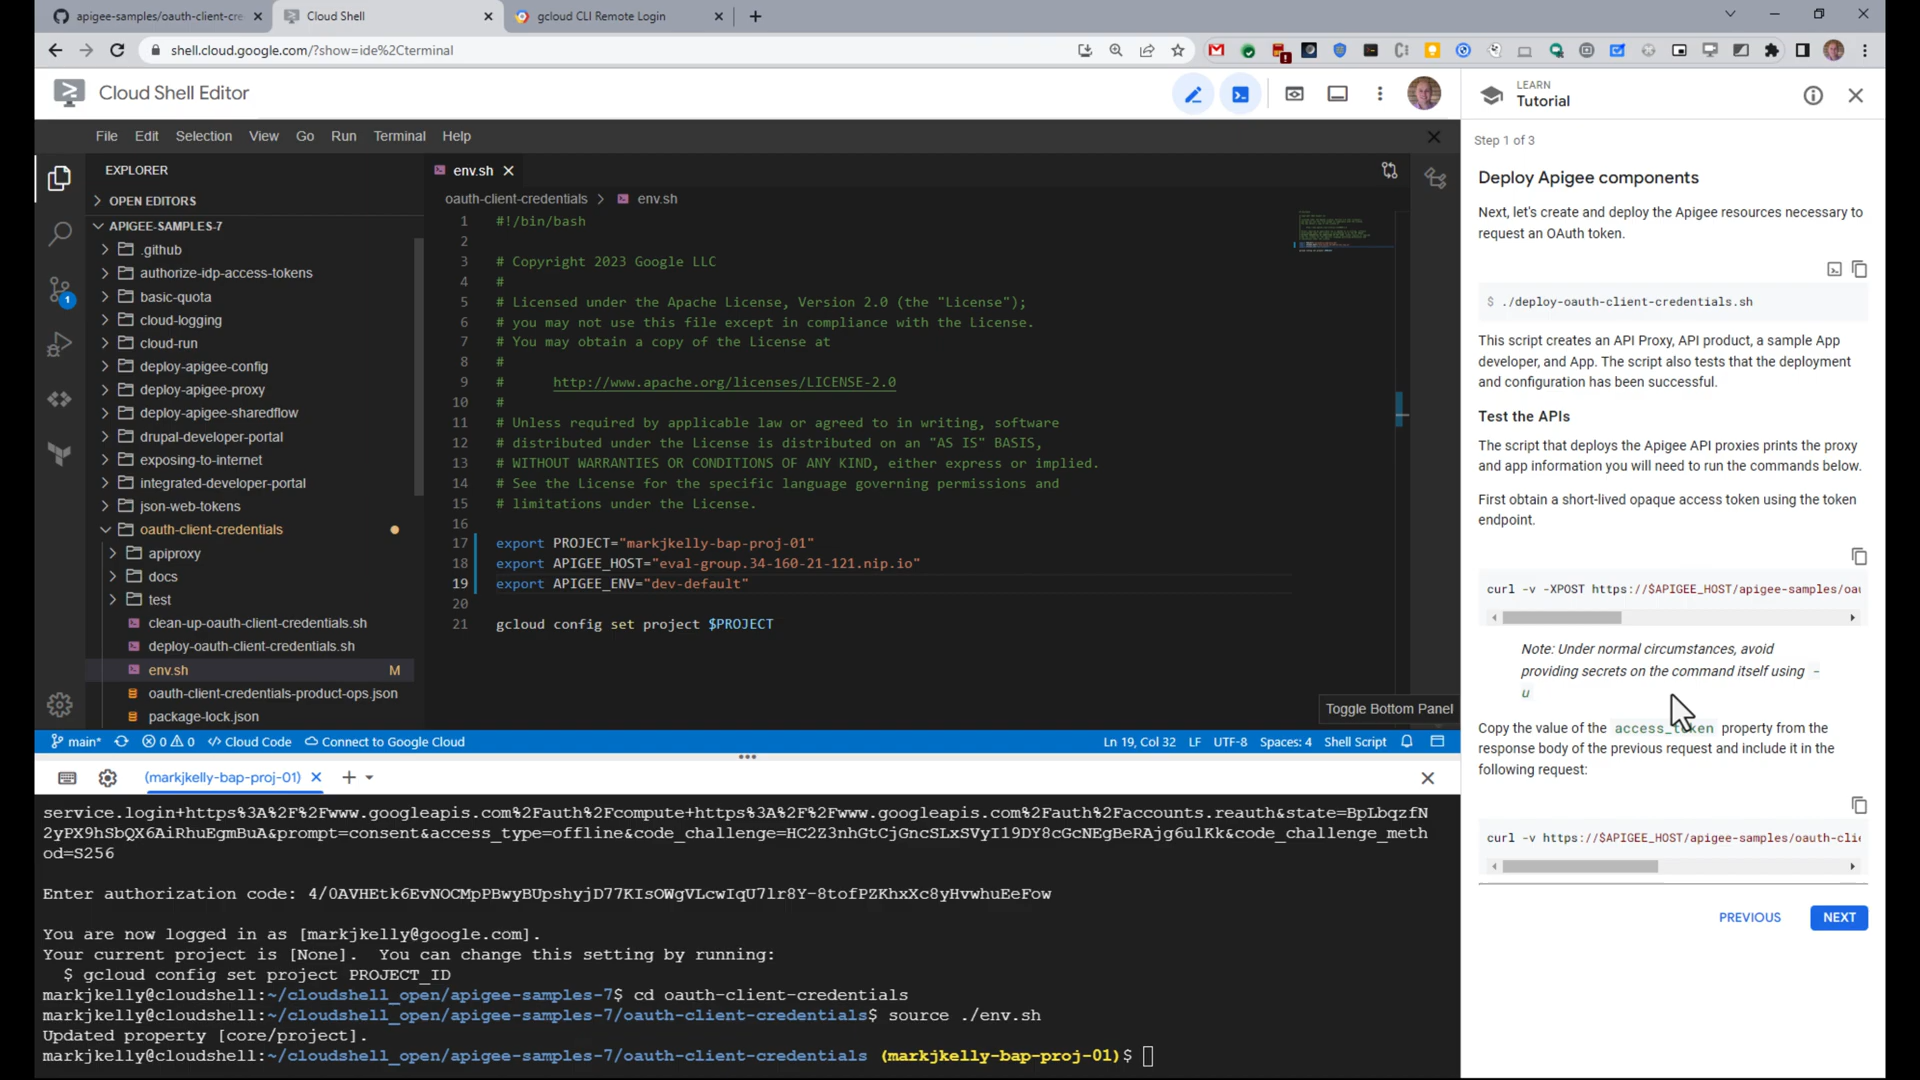 apigee-samples/oauth-client-cre
Cloud Shell
gcloud CLI Remote Login
shell.cloud.google.com/?show=ide%2Cterminal
Cloud Shell Editor
File Edit Selection View Go Run Terminal Help
EXPLORER
OPEN EDITORS
APIGEE-SAMPLES-7
.github
authorize-idp-access-tokens
basic-quota
cloud-logging
cloud-run
deploy-apigee-config
deploy-apigee-proxy
deploy-apigee-sharedflow
drupal-developer-portal
exposing-to-internet
integrated-developer-portal
json-web-tokens
oauth-client-credentials
apiproxy
docs
test
clean-up-oauth-client-credentials.sh
deploy-oauth-client-credentials.sh
env.sh M
oauth-client-credentials-product-ops.json
package-lock.json
1
env.sh
oauth-client-credentials > env.sh
1 #!/bin/bash
2
3 # Copyright 2023 Google LLC
4 #
5 # Licensed under the Apache License, Version 2.0 (the "License");
6 # you may not use this file except in compliance with the License.
7 # You may obtain a copy of the License at
8 #
9 # http://www.apache.org/licenses/LICENSE-2.0
10 #
11 # Unless required by applicable law or agreed to in writing, software
12 # distributed under the License is distributed on an "AS IS" BASIS,
13 # WITHOUT WARRANTIES OR CONDITIONS OF ANY KIND, either express or implied.
14 # See the License for the specific language governing permissions and
15 # limitations under the License.
16
17 export PROJECT="markjkelly-bap-proj-01"
18 export APIGEE_HOST="eval-group.34-160-21-121.nip.io"
19 export APIGEE_ENV="dev-default"
20
21 gcloud config set project $PROJECT
Toggle Bottom Panel
main* 0 0 Cloud Code Connect to Google Cloud Ln 19, Col 32 LF UTF-8 Spaces: 4 Shell Script
(markjkelly-bap-proj-01)
service.login+https%3A%2F%2Fwww.googleapis.com%2Fauth%2Fcompute+https%3A%2F%2Fwww.googleapis.com%2Fauth%2Faccounts.reauth&state=BpLbqzfN
2yPX9hSbQX6AiRhuEgmBuA&prompt=consent&access_type=offline&code_challenge=HC2Z3nhGtCjGncSLxSVyI19DY8cGcNEgBeRAjg6ulKk&code_challenge_meth
od=S256
Enter authorization code: 4/0AVHEtk6EvNOCMpPBwyBUpshyjD77KIsOWgVLcwIqU7lr8Y-8tofPZKhxXc8yHvwhuEeFow
You are now logged in as [markjkelly@google.com].
Your current project is [None]. You can change this setting by running:
$ gcloud config set project PROJECT_ID
markjkelly@cloudshell:~/cloudshell_open/apigee-samples-7$ cd oauth-client-credentials
markjkelly@cloudshell:~/cloudshell_open/apigee-samples-7/oauth-client-credentials$ source ./env.sh
Updated property [core/project].
markjkelly@cloudshell:~/cloudshell_open/apigee-samples-7/oauth-client-credentials (markjkelly-bap-proj-01)$
LEARN
Tutorial
Step 1 of 3
Deploy Apigee components
Next, let's create and deploy the Apigee resources necessary to
request an OAuth token.
$ ./deploy-oauth-client-credentials.sh
This script creates an API Proxy, API product, a sample App
developer, and App. The script also tests that the deployment
and configuration has been successful.
Test the APIs
The script that deploys the Apigee API proxies prints the proxy
and app information you will need to run the commands below.
First obtain a short-lived opaque access token using the token
endpoint.
curl -v -XPOST https://$APIGEE_HOST/apigee-samples/oau
Note: Under normal circumstances, avoid
providing secrets on the command itself using -
u
Copy the value of the access_token property from the
response body of the previous request and include it in the
following request:
curl -v https://$APIGEE_HOST/apigee-samples/oauth-clie
PREVIOUS NEXT